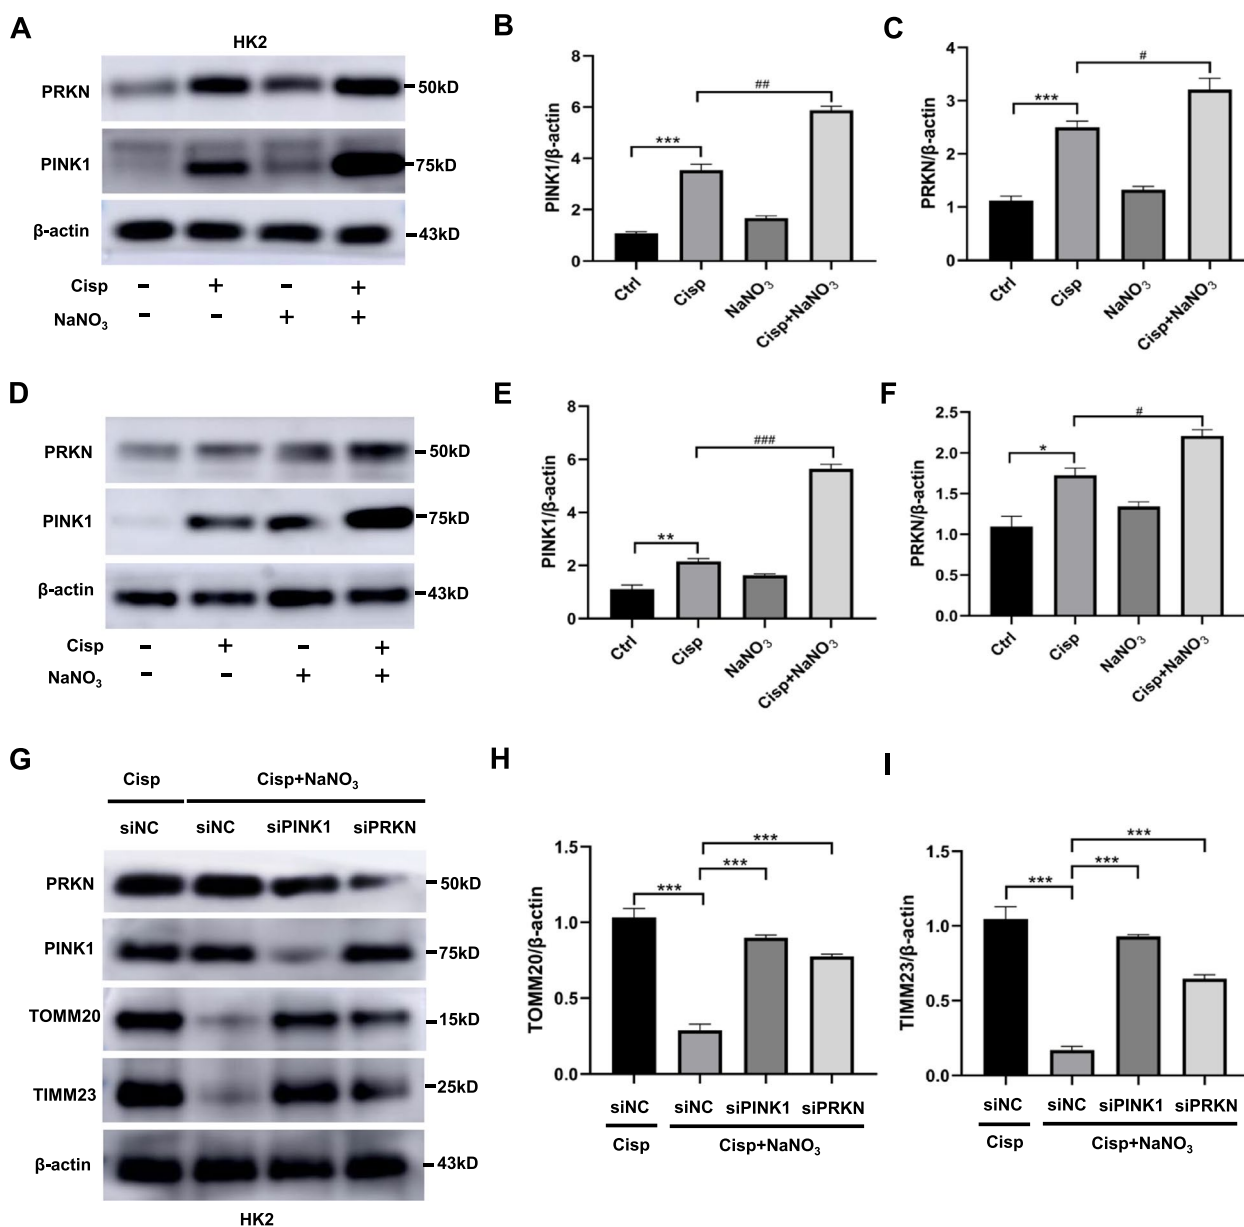 A
HK2
PRKN
50kD
PINK1
75kD
β-actin
43kD
Cisp - + - +
NaNO₃ - - + +
B
PINK1/β-actin
8
6
4
2
0
***
##
Ctrl
Cisp
NaNO₃
Cisp+NaNO₃
C
PRKN/β-actin
4
3
2
1
0
***
#
Ctrl
Cisp
NaNO₃
Cisp+NaNO₃
D
PRKN
50kD
PINK1
75kD
β-actin
43kD
Cisp - + - +
NaNO₃ - - + +
E
PINK1/β-actin
8
6
4
2
0
**
###
Ctrl
Cisp
NaNO₃
Cisp+NaNO₃
F
PRKN/β-actin
2.5
2.0
1.5
1.0
0.5
0.0
*
#
Ctrl
Cisp
NaNO₃
Cisp+NaNO₃
G
Cisp Cisp+NaNO₃
siNC siNC siPINK1 siPRKN
PRKN
50kD
PINK1
75kD
TOMM20
15kD
TIMM23
25kD
β-actin
43kD
HK2
H
TOMM20/β-actin
1.5
1.0
0.5
0.0
***
***
***
siNC siNC siPINK1 siPRKN
Cisp Cisp+NaNO₃
I
TIMM23/β-actin
1.5
1.0
0.5
0.0
***
***
***
siNC siNC siPINK1 siPRKN
Cisp Cisp+NaNO₃